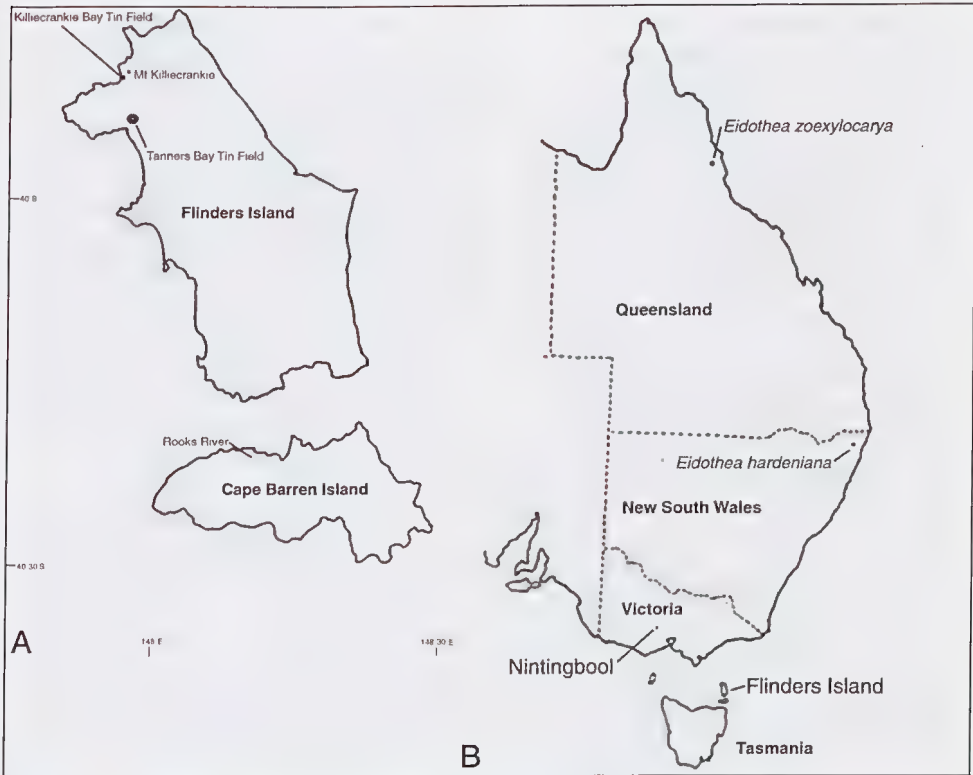 Killiecrankie Bay Tin Field
Mt Killiecrankie
Tanners Bay Tin Field
40 S
Flinders Island
Rooks River
Cape Barren Island
40 30 S
A
148 E
148 30 E
Eidothea zoexylocarya
Queensland
Eidothea hardeniana
New South Wales
Victoria
Nintingbool
Flinders Island
Tasmania
B